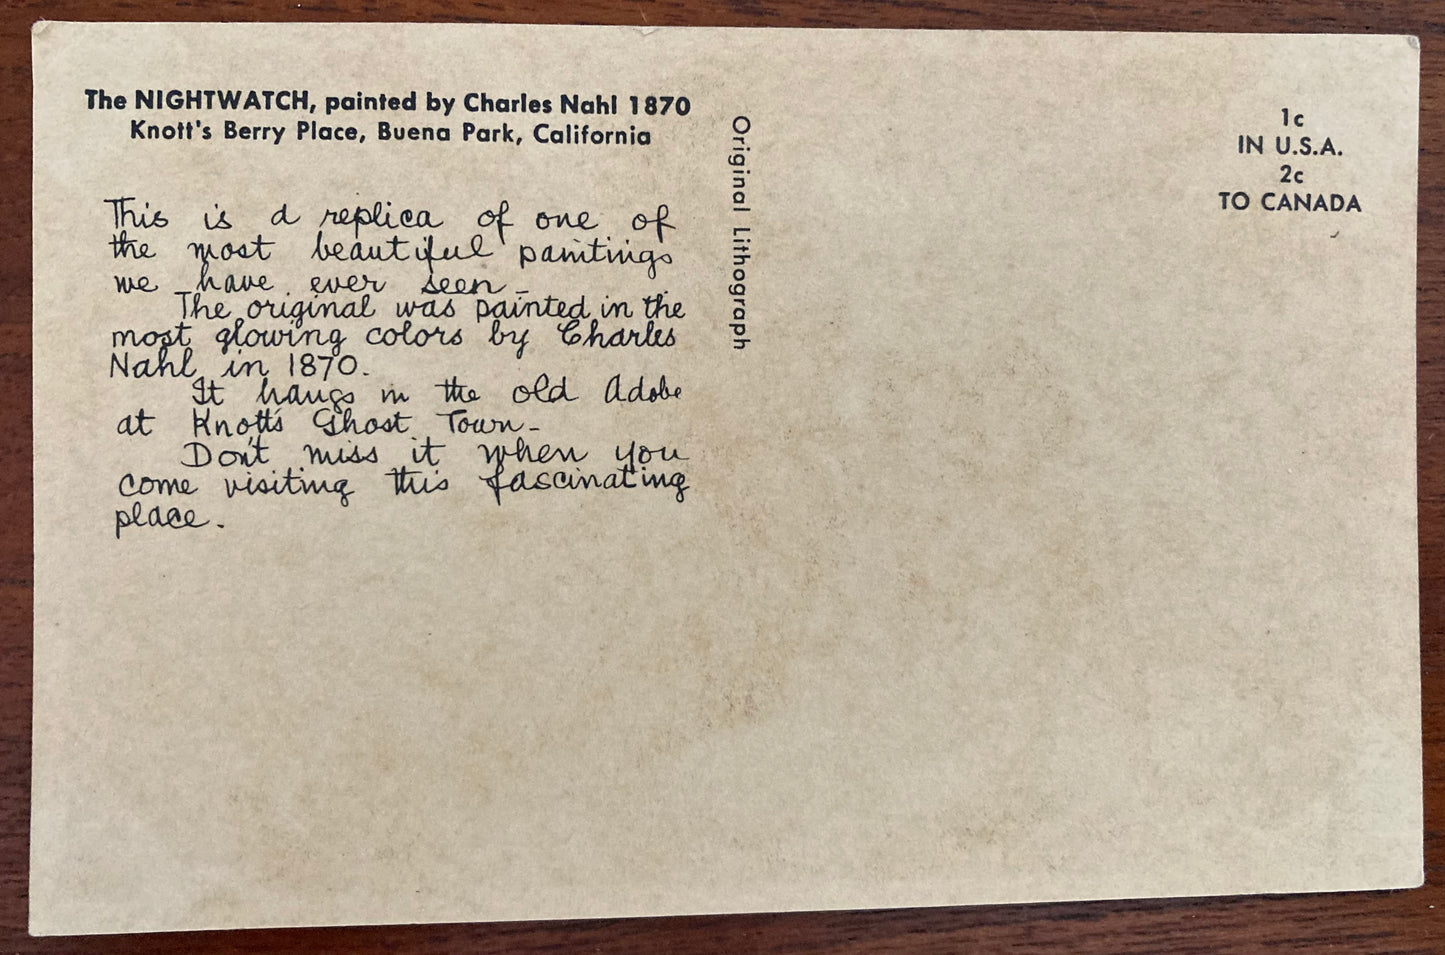 The NIGHTWATCH, painted by Charles Nahl 1870
Knott's Berry Place, Buena Park, California
This is a replica of one of
the most beautiful paintings
we have ever seen -
The original was painted in the
most glowing colors by Charles
Nahl in 1870.
It hangs in the old Adobe
at Knott's Ghost Town -
Don't miss it when you
come visiting this fascinating
place.
Original Lithograph
1c
IN U.S.A.
2c
TO CANADA